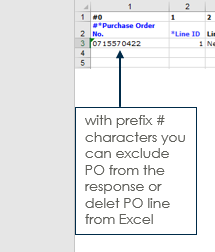 1 2
1 #0 1 2
#*Purchase Order
2 No. *Line ID Lin
3 0715570422 1 Ne
4
5
with prefix #
characters you
can exclude
PO from the
response or
delet PO line
from Excel